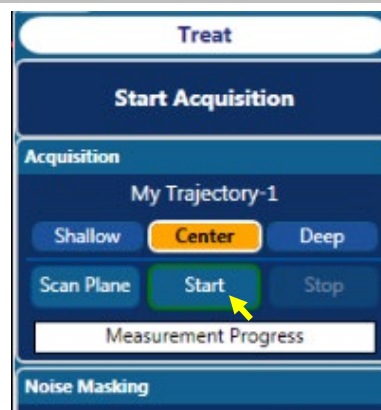 Treat
Start Acquisition
Acquisition
My Trajectory-1
Shallow Center Deep
Scan Plane Start Stop
Measurement Progress
Noise Masking